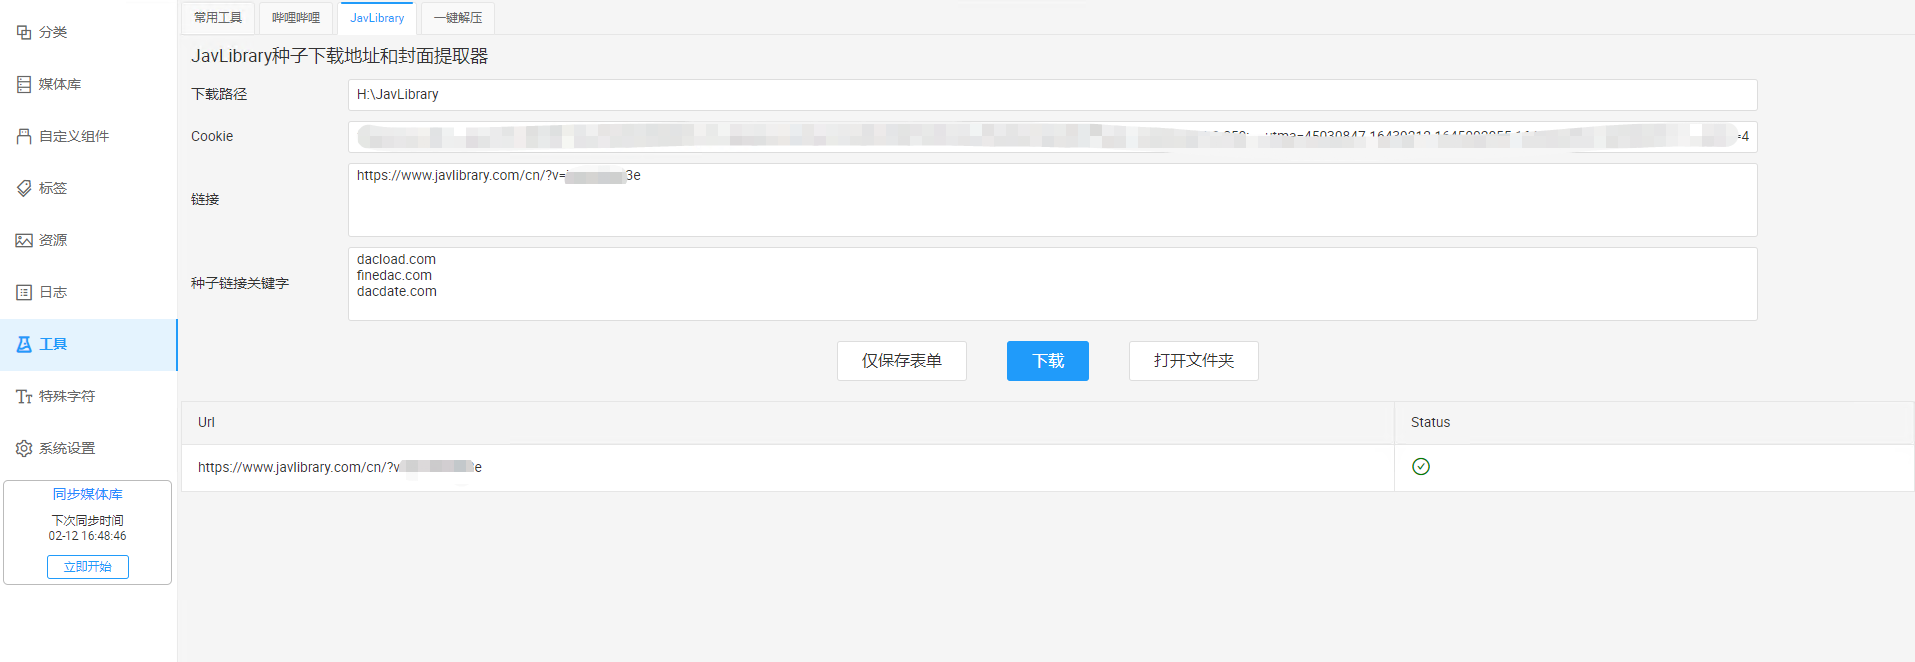 分类
媒体库
自定义组件
标签
资源
日志
工具
特殊字符
系统设置
同步媒体库
下次同步时间
02-12 16:48:46
立即开始
常用工具 哔哩哔哩 JavLibrary 一键解压
JavLibrary种子下载地址和封面提取器
下载路径 H:\JavLibrary
Cookie utma=45030847.16430212.1645092955.16 =4
链接 https://www.javlibrary.com/cn/?v= 3e
种子链接关键字
dacload.com
finedac.com
dacdate.com
仅保存表单 下载 打开文件夹
Url Status
https://www.javlibrary.com/cn/?v e